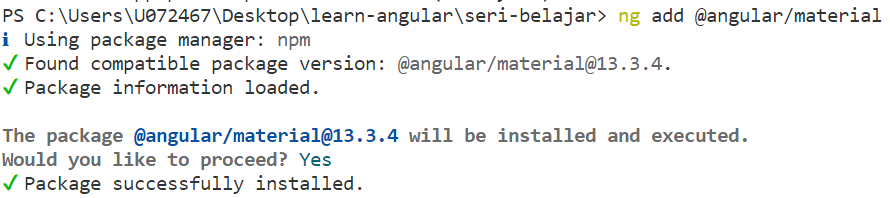 PS C:\Users\U072467\Desktop\learn-angular\seri-belajar> ng add @angular/material
ℹ Using package manager: npm
✓ Found compatible package version: @angular/material@13.3.4.
✓ Package information loaded.
The package @angular/material@13.3.4 will be installed and executed.
Would you like to proceed? Yes
✓ Package successfully installed.